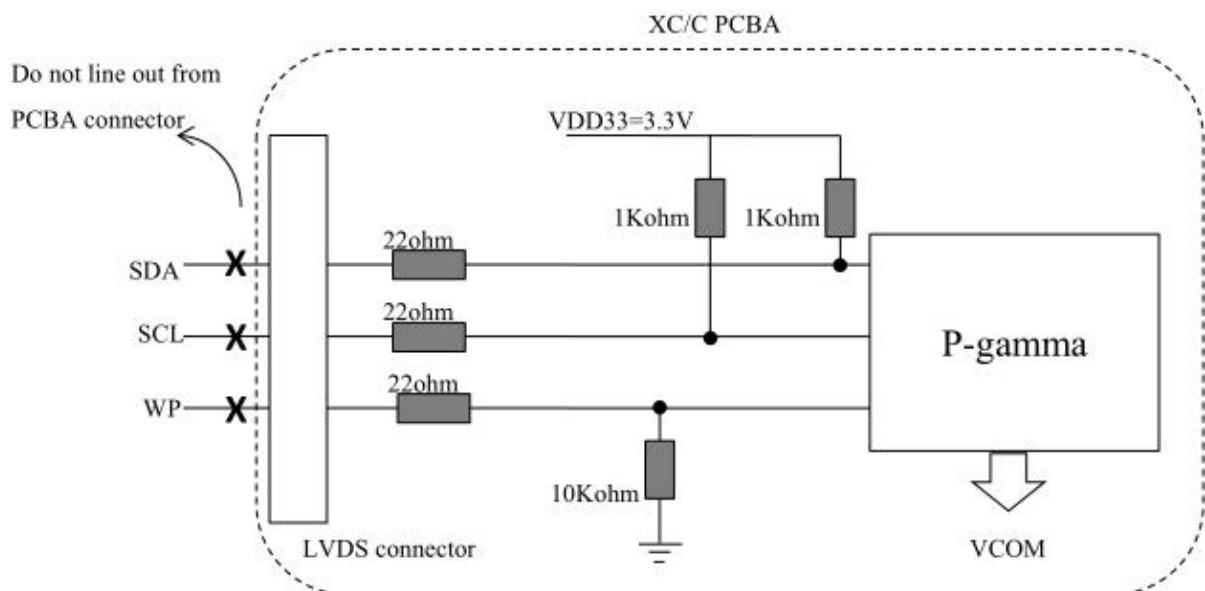 XC/C PCBA
Do not line out from
PCBA connector
VDD33=3.3V
1Kohm
1Kohm
22ohm
SDA
22ohm
SCL
P-gamma
22ohm
WP
10Kohm
LVDS connector
VCOM